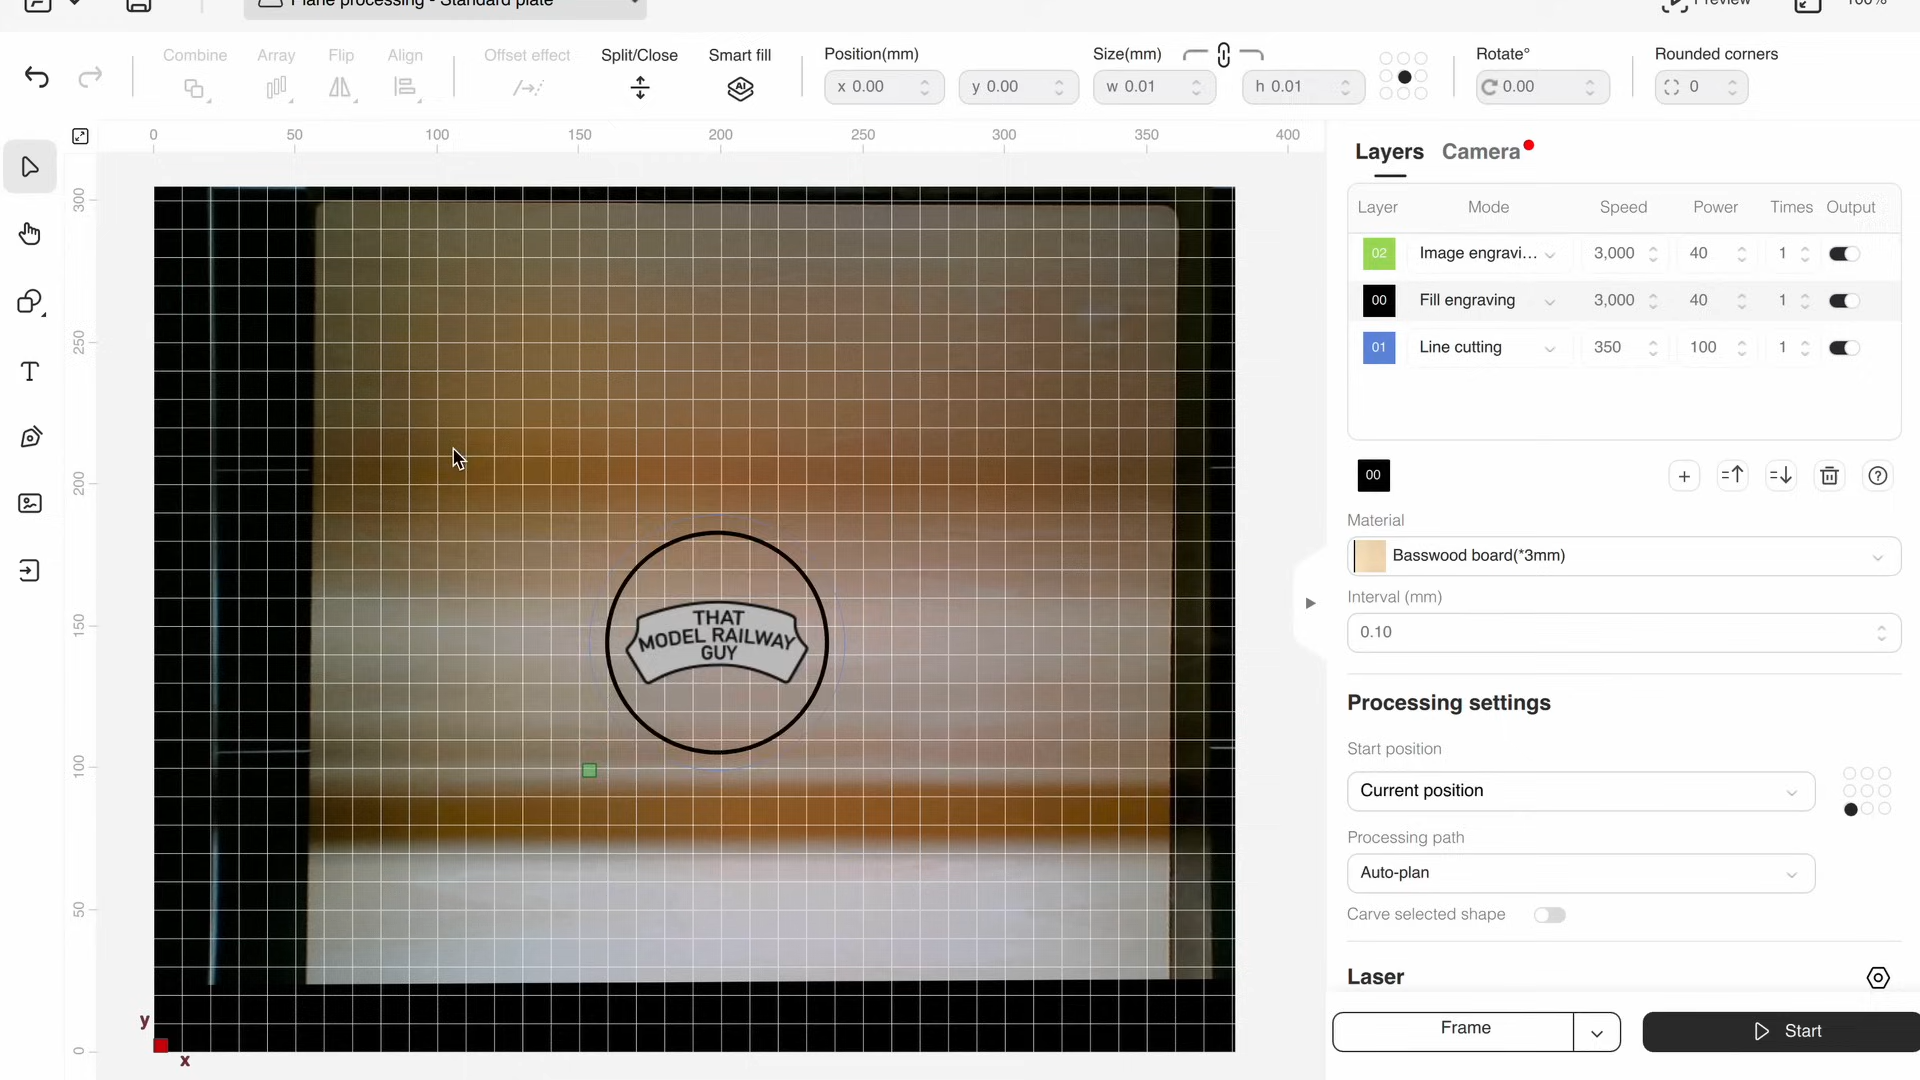 Plane processing - Standard plate
Preview
100%
Combine
Array
Flip
Align
Offset effect
Split/Close
Smart fill
AI
Position(mm)
x 0.00
y 0.00
Size(mm)
w 0.01
h 0.01
Rotate°
0.00
Rounded corners
0
0 50 100 150 200 250 300 350 400
300
250
200
150
100
50
0
y
x
T
THAT
MODEL RAILWAY
GUY
Layers Camera
Layer Mode Speed Power Times Output
02 Image engravi... 3,000 40 1
00 Fill engraving 3,000 40 1
01 Line cutting 350 100 1
00
Material
Basswood board(*3mm)
Interval (mm)
0.10
Processing settings
Start position
Current position
Processing path
Auto-plan
Carve selected shape
Laser
Frame
Start